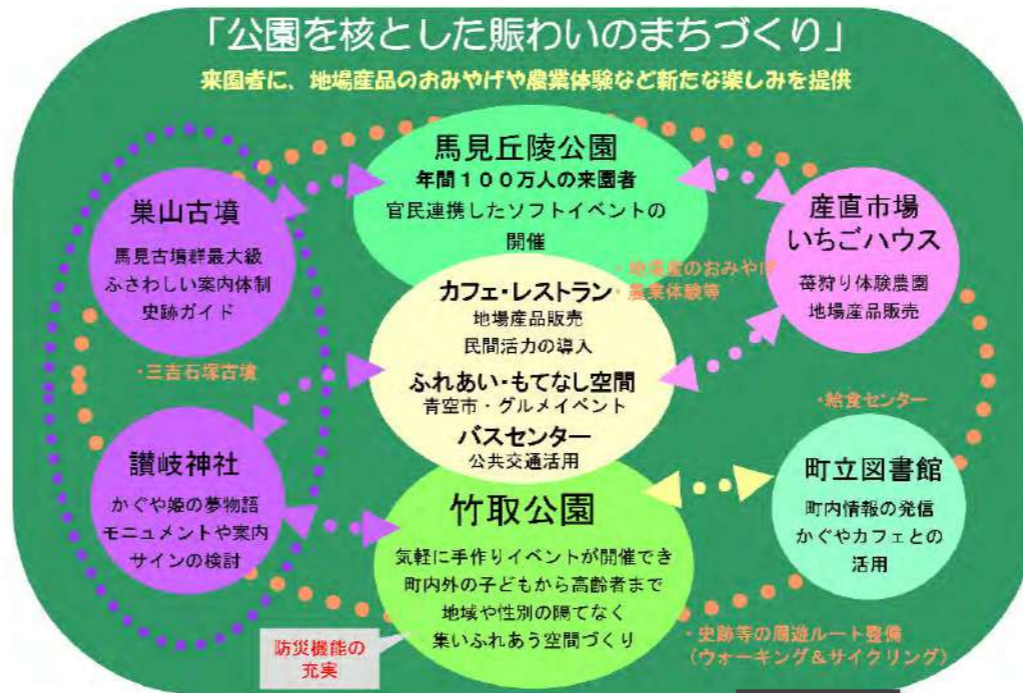 「公園を核とした賑わいのまちづくり」
来園者に、地場産品のおみやげや農業体験など新たな楽しみを提供
馬見丘陵公園
年間１００万人の来園者
官民連携したソフトイベントの
開催
巣山古墳
馬見古墳群最大級
ふさわしい案内体制
史跡ガイド
産直市場
いちごハウス
苺狩り体験農園
地場産品販売
・地場産のおみやげ
・農業体験等
カフェ・レストラン
地場産品販売
民間活力の導入
ふれあい・もてなし空間
青空市・グルメイベント
バスセンター
公共交通活用
・三吉石塚古墳
・給食センター
讃岐神社
かぐや姫の夢物語
モニュメントや案内
サインの検討
竹取公園
気軽に手作りイベントが開催でき
町内外の子どもから高齢者まで
地域や性別の隔てなく
集いふれあう空間づくり
町立図書館
町内情報の発信
かぐやカフェとの
活用
防災機能の
充実
・史跡等の周遊ルート整備
（ウォーキング＆サイクリング）